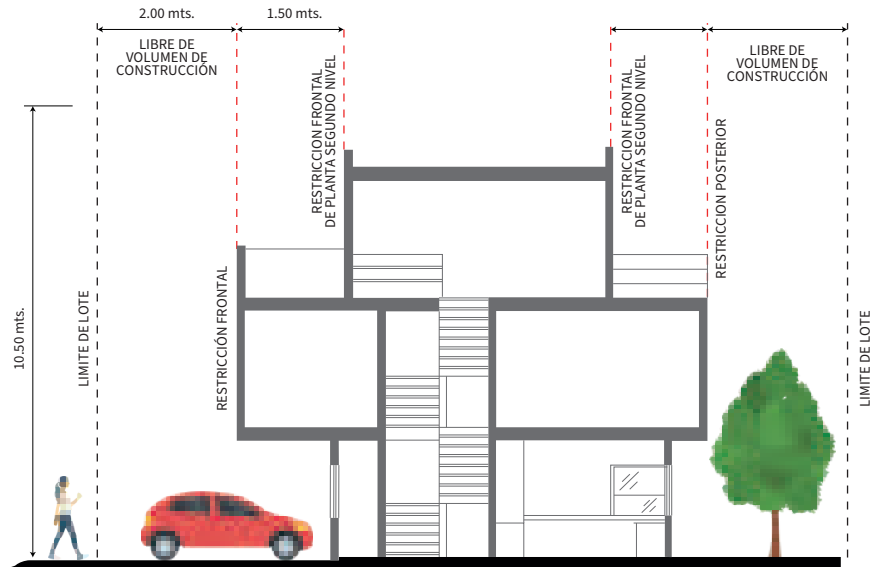 2.00 mts.
1.50 mts.
LIBRE DE
VOLUMEN DE
CONSTRUCCIÓN
LIBRE DE
VOLUMEN DE
CONSTRUCCIÓN
RESTRICCION FRONTAL
DE PLANTA SEGUNDO NIVEL
RESTRICCION FRONTAL
DE PLANTA SEGUNDO NIVEL
RESTRICCION POSTERIOR
10.50 mts.
LIMITE DE LOTE
RESTRICCIÓN FRONTAL
LIMITE DE LOTE